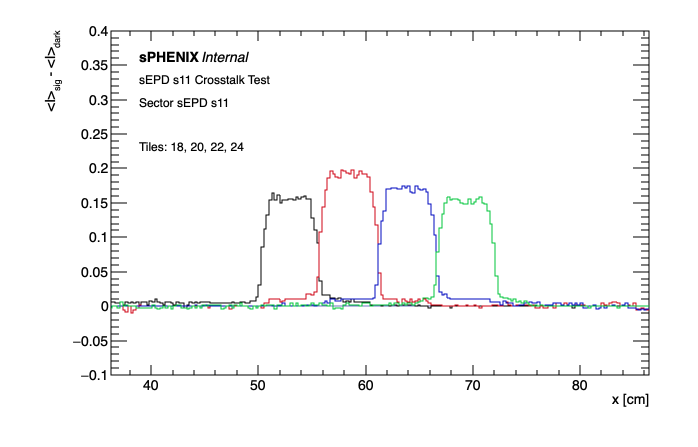 <I>sig - <I>dark
0.4
0.35
0.3
0.25
0.2
0.15
0.1
0.05
0
−0.05
−0.1
sPHENIX Internal
sEPD s11 Crosstalk Test
Sector sEPD s11
Tiles: 18, 20, 22, 24
40 50 60 70 80
x [cm]